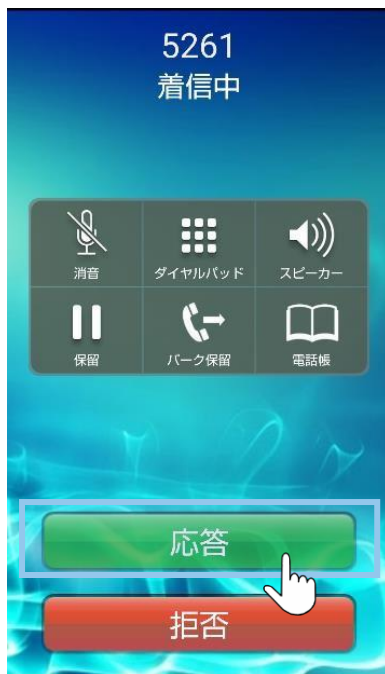 5261
着信中
消音
ダイヤルパッド
スピーカー
保留
パーク保留
電話帳
応答
拒否